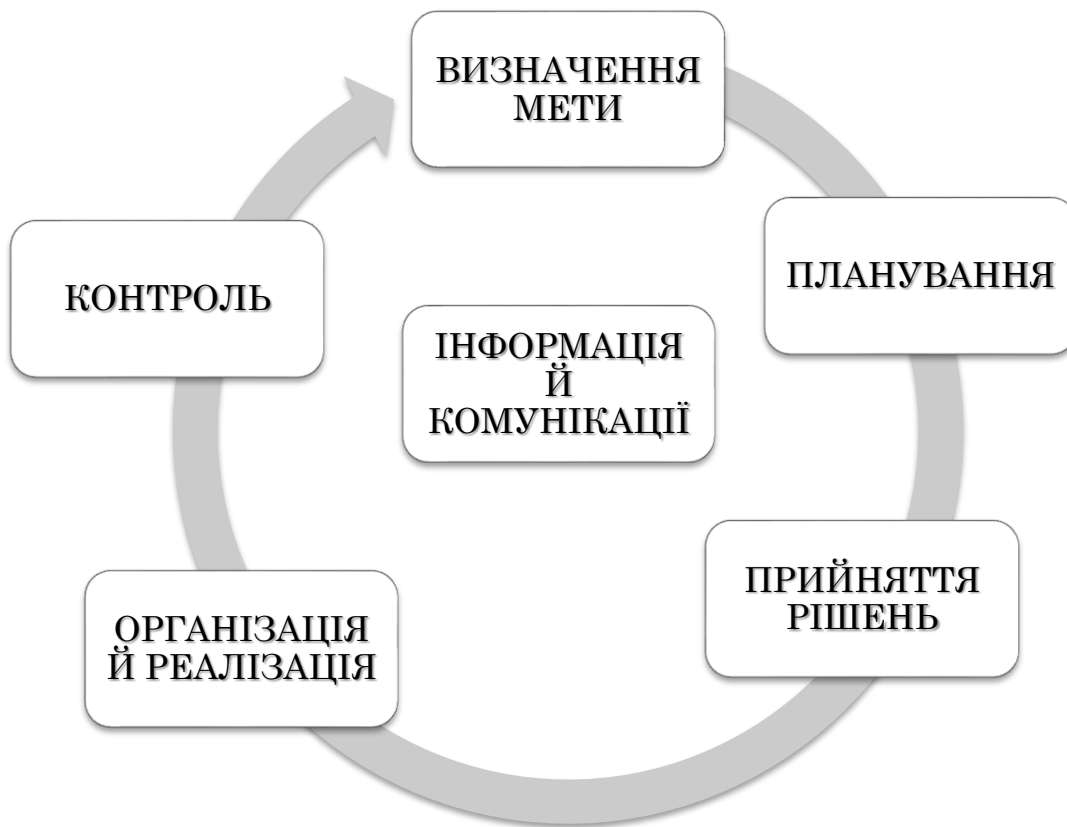 ВИЗНАЧЕННЯ
МЕТИ
ПЛАНУВАННЯ
ПРИЙНЯТТЯ
РІШЕНЬ
ОРГАНІЗАЦІЯ
Й РЕАЛІЗАЦІЯ
КОНТРОЛЬ
ІНФОРМАЦІЯ
Й
КОМУНІКАЦІЇ